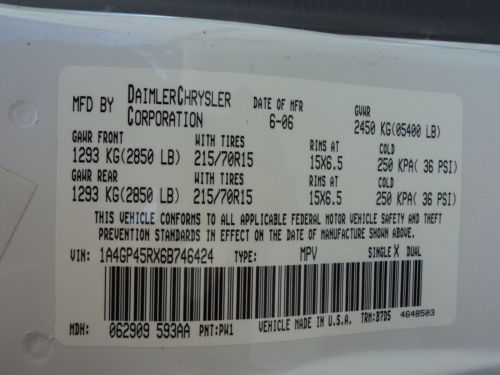 MFD BY DAIMLERCHRYSLER CORPORATION DATE OF MFR 6-06 GVWR 2450 KG(05400 LB)
GAWR FRONT WITH TIRES RIMS AT COLD
1293 KG(2850 LB) 215/70R15 15X6.5 250 KPA( 36 PSI)
GAWR REAR WITH TIRES RIMS AT COLD
1293 KG(2850 LB) 215/70R15 15X6.5 250 KPA( 36 PSI)
THIS VEHICLE CONFORMS TO ALL APPLICABLE FEDERAL MOTOR VEHICLE SAFETY AND THEFT
PREVENTION STANDARDS IN EFFECT ON THE DATE OF MANUFACTURE SHOWN ABOVE.
VIN: 1A4GP45RX6B746424 TYPE: MPV SINGLE X DUAL
MDH: 062909 593AA PNT:PW1 VEHICLE MADE IN U.S.A. TRM:B7D5 4648503